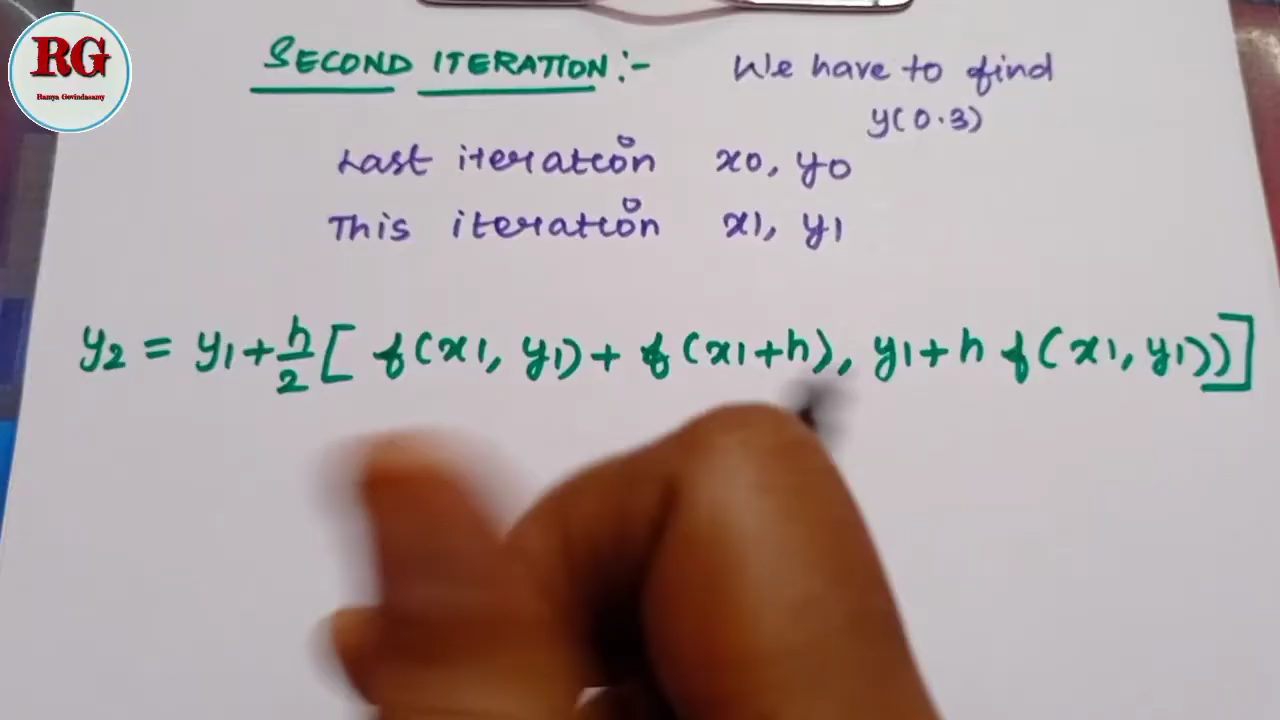 RG
Ramya Govindasamy
SECOND ITERATION:- We have to find
y(0.3)
Last iteration x0, y0
This iteration x1, y1
y2 = y1+h/2[ f(x1, y1)+ f(x1+h), y1+h f(x1, y1))]